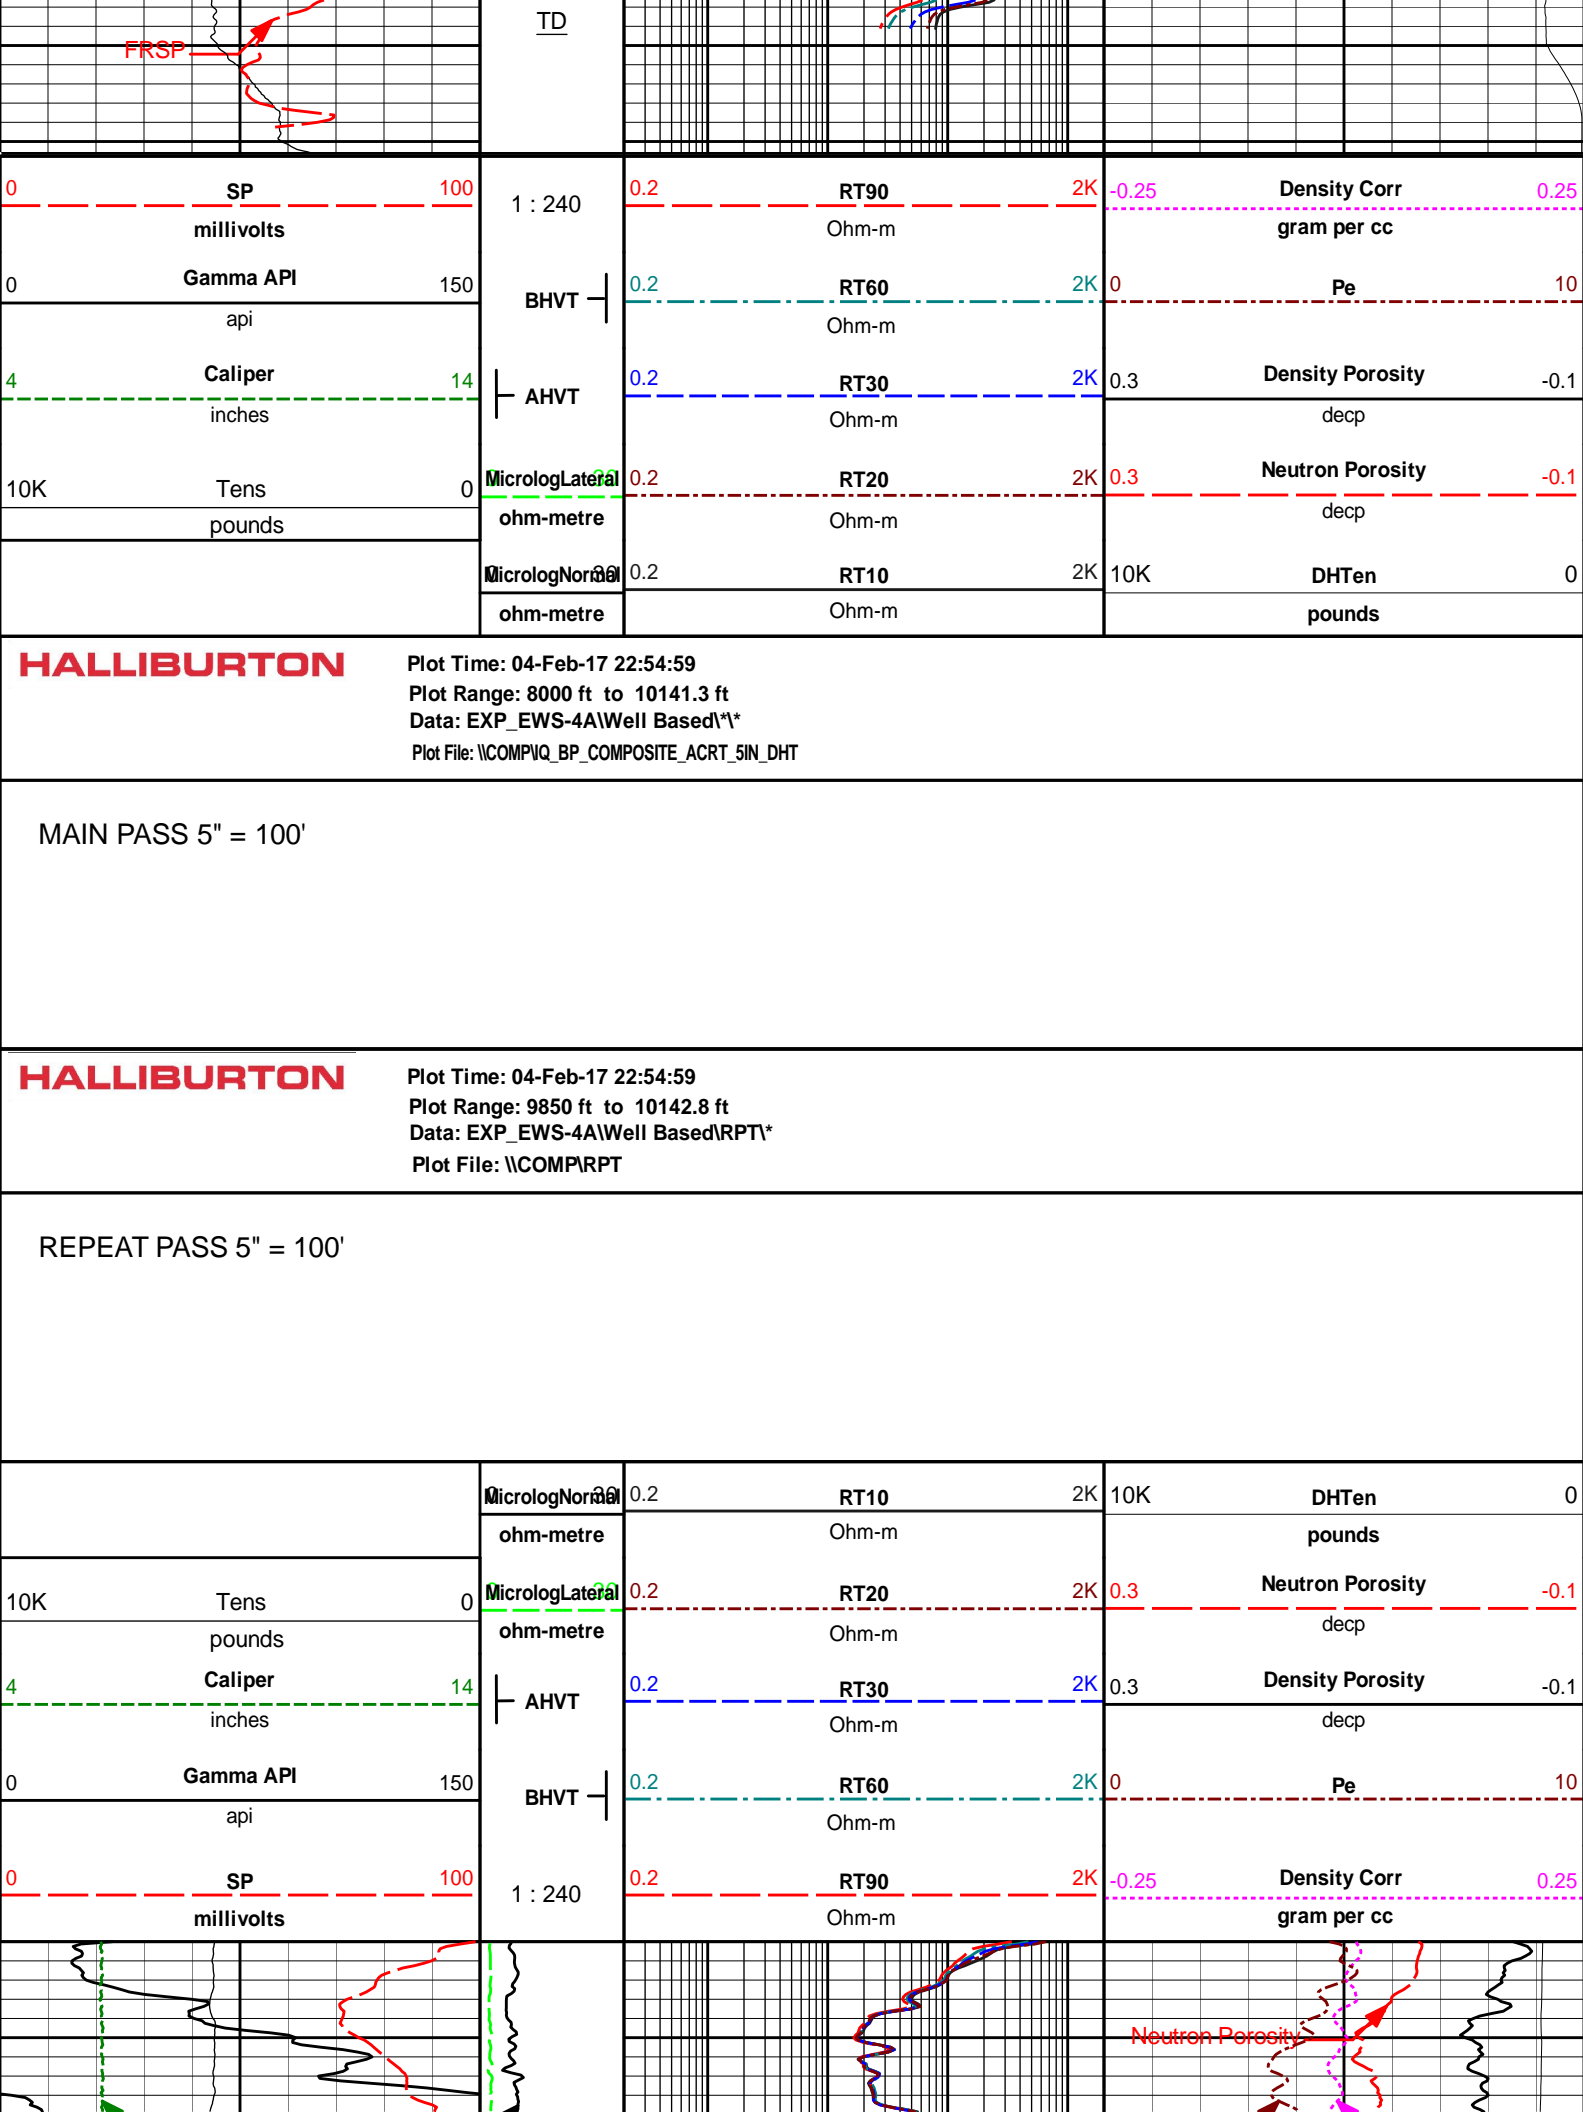 FRSP
TD
0 SP 100
millivolts
0 Gamma API 150
api
4 Caliper 14
inches
10K Tens 0
pounds
1 : 240
BHVT
AHVT
0 MicrologLateral 30
ohm-metre
0 MicrologNormal 30
ohm-metre
0.2 RT90 2K
Ohm-m
0.2 RT60 2K
Ohm-m
0.2 RT30 2K
Ohm-m
0.2 RT20 2K
Ohm-m
0.2 RT10 2K
Ohm-m
-0.25 Density Corr 0.25
gram per cc
0 Pe 10
0.3 Density Porosity -0.1
decp
0.3 Neutron Porosity -0.1
decp
10K DHTen 0
pounds
HALLIBURTON
Plot Time: 04-Feb-17 22:54:59
Plot Range: 8000 ft to 10141.3 ft
Data: EXP_EWS-4A\Well Based\*\*
Plot File: \\COMP\IQ_BP_COMPOSITE_ACRT_5IN_DHT
MAIN PASS 5" = 100'
HALLIBURTON
Plot Time: 04-Feb-17 22:54:59
Plot Range: 9850 ft to 10142.8 ft
Data: EXP_EWS-4A\Well Based\RPT\*
Plot File: \\COMP\RPT
REPEAT PASS 5" = 100'
10K Tens 0
pounds
4 Caliper 14
inches
0 Gamma API 150
api
0 SP 100
millivolts
0 MicrologNormal 30
ohm-metre
0 MicrologLateral 30
ohm-metre
AHVT
BHVT
1 : 240
0.2 RT10 2K
Ohm-m
0.2 RT20 2K
Ohm-m
0.2 RT30 2K
Ohm-m
0.2 RT60 2K
Ohm-m
0.2 RT90 2K
Ohm-m
10K DHTen 0
pounds
0.3 Neutron Porosity -0.1
decp
0.3 Density Porosity -0.1
decp
0 Pe 10
-0.25 Density Corr 0.25
gram per cc
Neutron Porosity